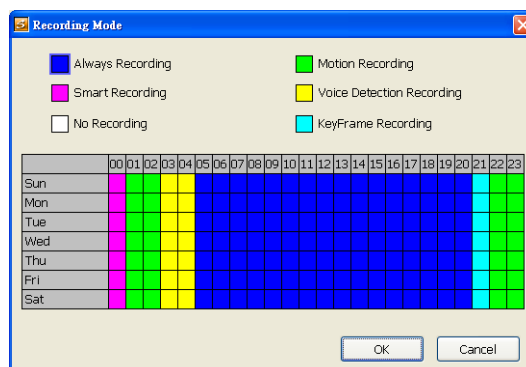 Recording Mode
Always Recording
Motion Recording
Smart Recording
Voice Detection Recording
No Recording
KeyFrame Recording
00 01 02 03 04 05 06 07 08 09 10 11 12 13 14 15 16 17 18 19 20 21 22 23
Sun
Mon
Tue
Wed
Thu
Fri
Sat
OK
Cancel